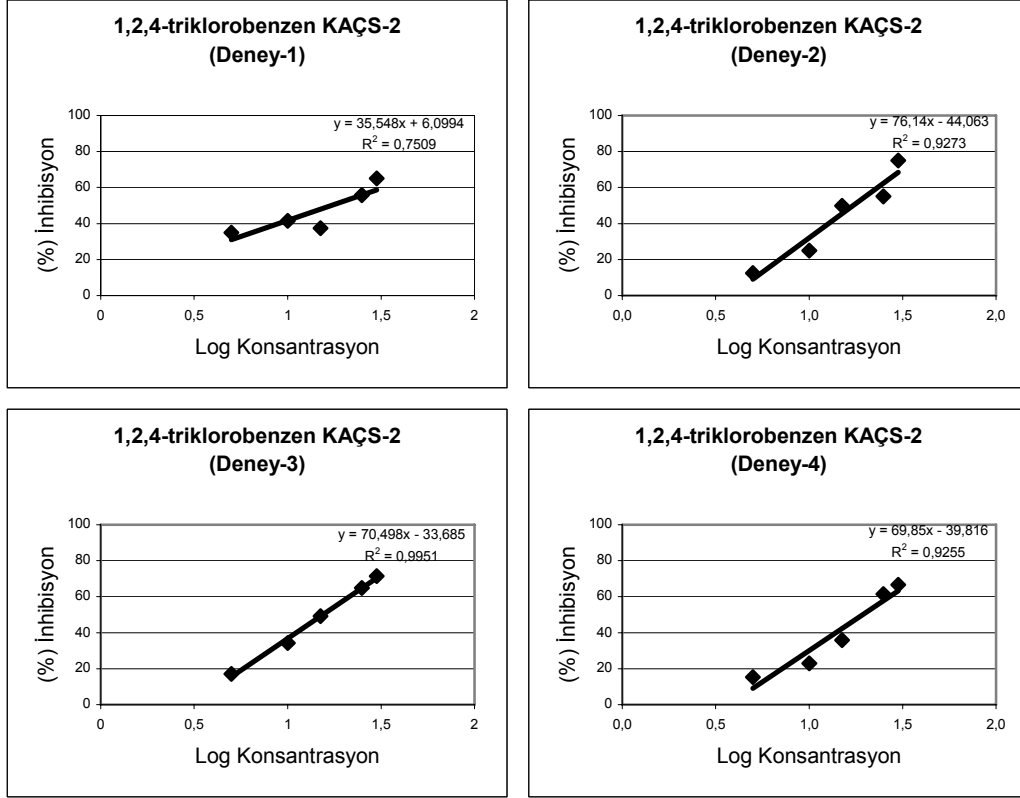 1,2,4-triklorobenzen KAÇS-2
(Deney-1)
y = 35,548x + 6,0994
R² = 0,7509
100
80
60
40
20
0
0 0,5 1 1,5 2
(%) İnhibisyon
Log Konsantrasyon
1,2,4-triklorobenzen KAÇS-2
(Deney-2)
y = 76,14x - 44,063
R² = 0,9273
100
80
60
40
20
0
0,0 0,5 1,0 1,5 2,0
(%) İnhibisyon
Log Konsantrasyon
1,2,4-triklorobenzen KAÇS-2
(Deney-3)
y = 70,498x - 33,685
R² = 0,9951
100
80
60
40
20
0
0 0,5 1 1,5 2
(%) İnhibisyon
Log Konsantrasyon
1,2,4-triklorobenzen KAÇS-2
(Deney-4)
y = 69,85x - 39,816
R² = 0,9255
100
80
60
40
20
0
0,0 0,5 1,0 1,5 2,0
(%) İnhibisyon
Log Konsantrasyon